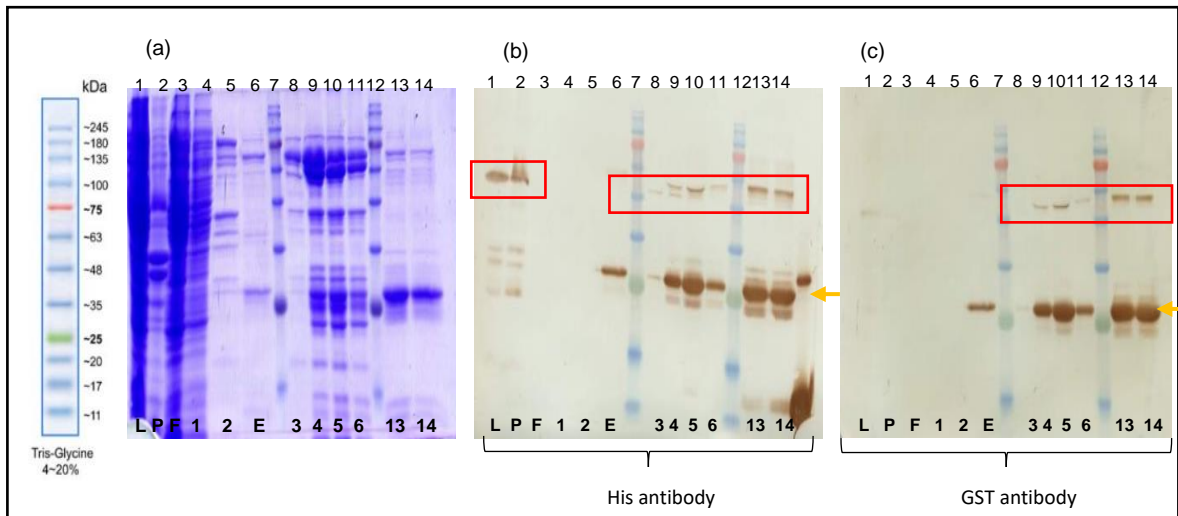 (a)
(b)
(c)
1 2 3 4 5 6 7 8 9 10 11 12 13 14
1 2 3 4 5 6 7 8 9 10 11 12 13 14
1 2 3 4 5 6 7 8 9 10 11 12 13 14
kDa
~245
~180
~135
~100
~75
~63
~48
~35
~25
~20
~17
~11
Tris-Glycine
4~20%
L P F 1 2 E 3 4 5 6 13 14
L P F 1 2 E 3 4 5 6 13 14
L P F 1 2 E 3 4 5 6 13 14
His antibody
GST antibody